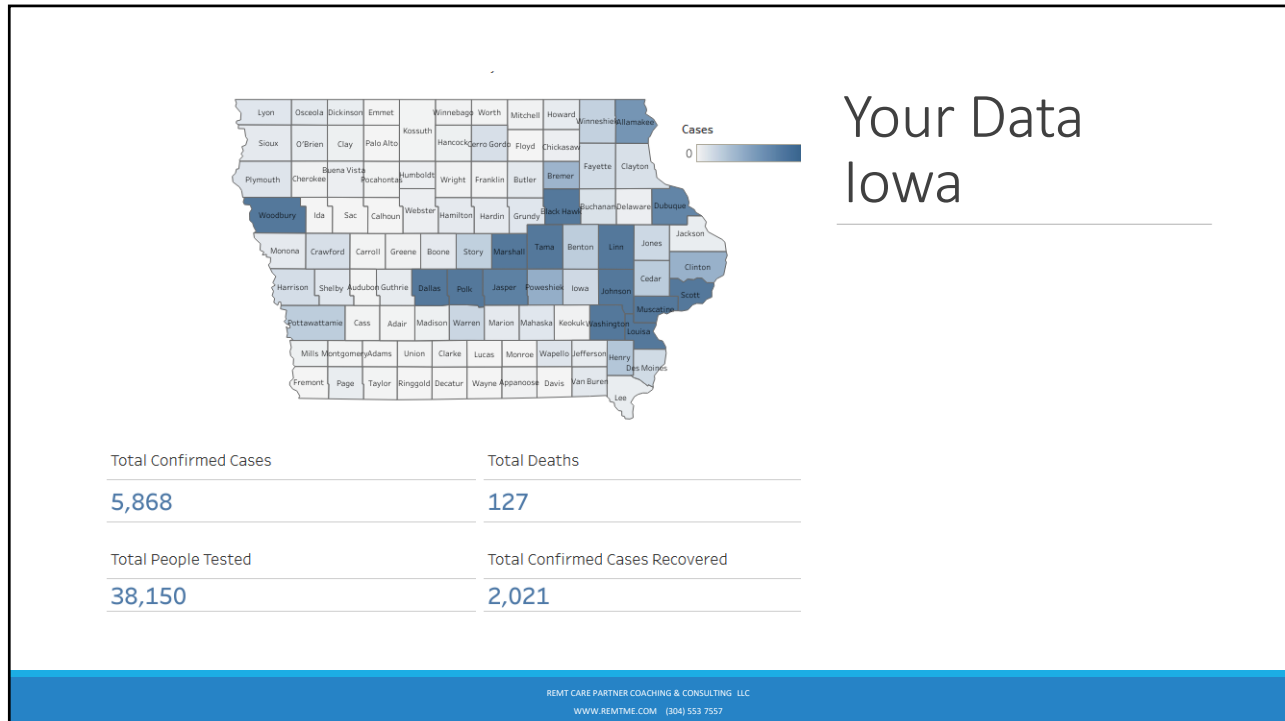 Your Data
Iowa
Cases
0
Lyon Osceola Dickinson Emmet Winnebago Worth Mitchell Howard Winneshiek Allamakee
Kossuth
Sioux O'Brien Clay Palo Alto Hancock Cerro Gordo Floyd Chickasaw
Fayette Clayton
Plymouth Cherokee Buena Vista Pocahontas Humboldt Wright Franklin Butler Bremer
Woodbury Ida Sac Calhoun Webster Hamilton Hardin Grundy Black Hawk Buchanan Delaware Dubuque
Jackson
Monona Crawford Carroll Greene Boone Story Marshall Tama Benton Linn Jones
Clinton
Cedar
Harrison Shelby Audubon Guthrie Dallas Polk Jasper Poweshiek Iowa Johnson Scott
Muscatine
Pottawattamie Cass Adair Madison Warren Marion Mahaska Keokuk Washington Louisa
Mills Montgomery Adams Union Clarke Lucas Monroe Wapello Jefferson Henry
Des Moines
Fremont Page Taylor Ringgold Decatur Wayne Appanoose Davis Van Buren
Lee
Total Confirmed Cases Total Deaths
5,868 127
Total People Tested Total Confirmed Cases Recovered
38,150 2,021
REMT CARE PARTNER COACHING & CONSULTING LLC
WWW.REMTME.COM (304) 553 7557